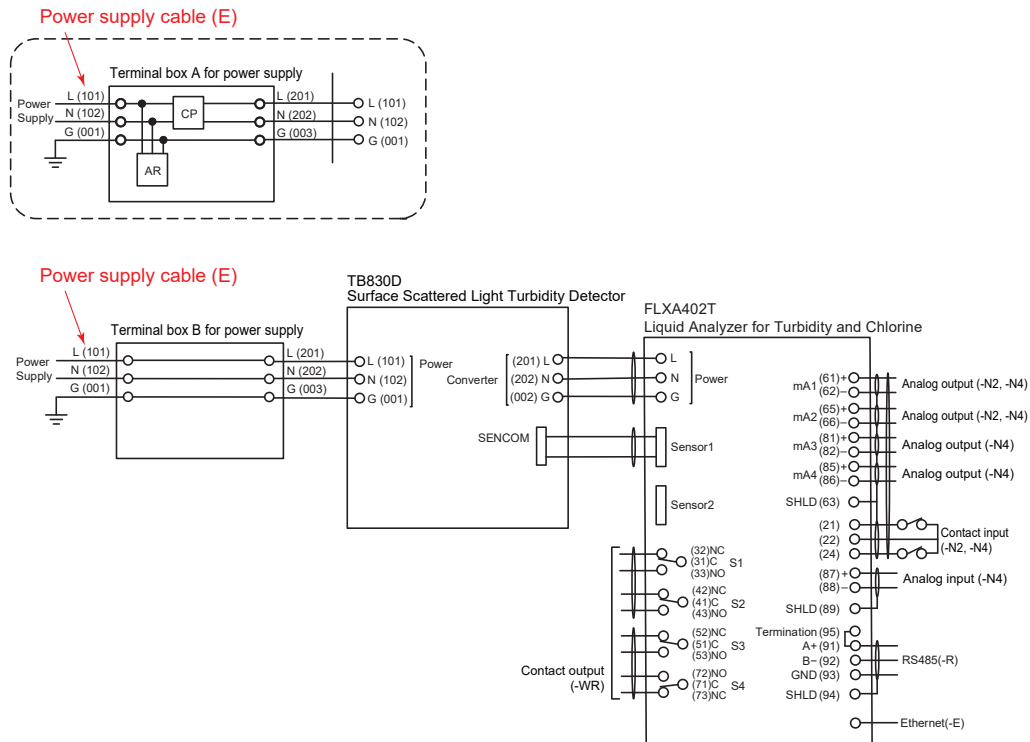 Power supply cable (E)
Terminal box A for power supply
Power
Supply
L (101)
N (102)
G (001)
CP
AR
L (201)
N (202)
G (003)
L (101)
N (102)
G (001)
Power supply cable (E)
Terminal box B for power supply
Power
Supply
L (101)
N (102)
G (001)
L (201)
N (202)
G (003)
TB830D
Surface Scattered Light Turbidity Detector
L (101)
N (102)
G (001)
Power
Converter
(201) L
(202) N
(002) G
SENCOM
FLXA402T
Liquid Analyzer for Turbidity and Chlorine
L
N
G
Power
Sensor1
Sensor2
mA1
(61)+
(62)−
Analog output (-N2, -N4)
mA2
(65)+
(66)−
Analog output (-N2, -N4)
mA3
(81)+
(82)−
Analog output (-N4)
mA4
(85)+
(86)−
Analog output (-N4)
SHLD (63)
(21)
(22)
(24)
Contact input
(-N2, -N4)
(87)+
(88)−
Analog input (-N4)
SHLD (89)
Termination (95)
A+ (91)
B− (92)
GND (93)
SHLD (94)
RS485(-R)
Ethernet(-E)
Contact output
(-WR)
(32)NC
(31)C
(33)NO
S1
(42)NC
(41)C
(43)NO
S2
(52)NC
(51)C
(53)NO
S3
(72)NO
(71)C
(73)NC
S4